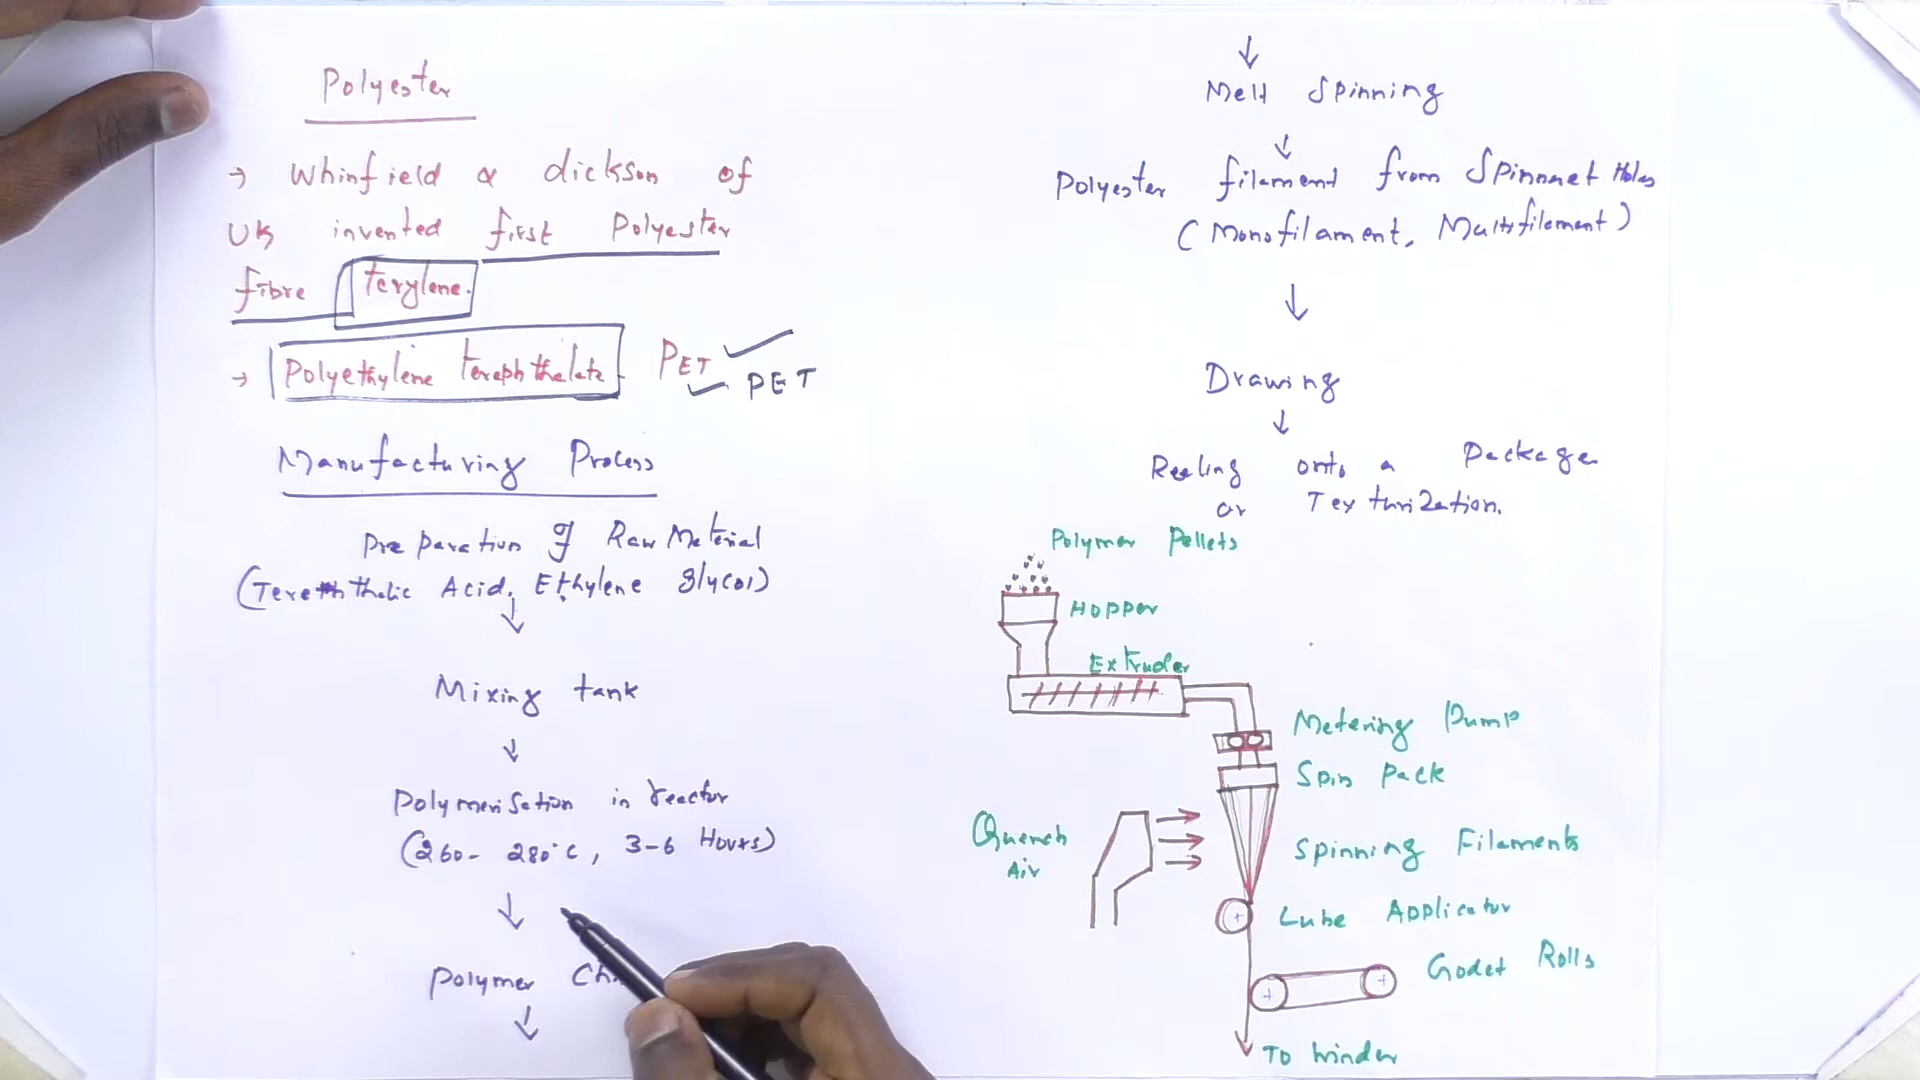 Polyester
→ Whinfield & dickson of
UK invented first Polyester
fibre terylene.
→ Polyethylene Terephthalate. PET
PET
Manufacturing Process
Preparation of Raw Material
Acid, Ethylene glycol)
↓
Mixing tank
↓
Polymerisation in reactor
(260- 280°C, 3-6 Hours)
↓
Polymer
↓
↓
Melt Spinning
↓
Polyester filament from Spinnaet Holes
(Monofilament, Multifilament)
↓
Drawing
↓
Reeling onto a Package
or Texturization.
Polymer Pellets
Hopper
Extruder
Metering Pump
Spin Pack
Quench
Air
Spinning Filaments
Lube Applicator
Godet Rolls
To winder